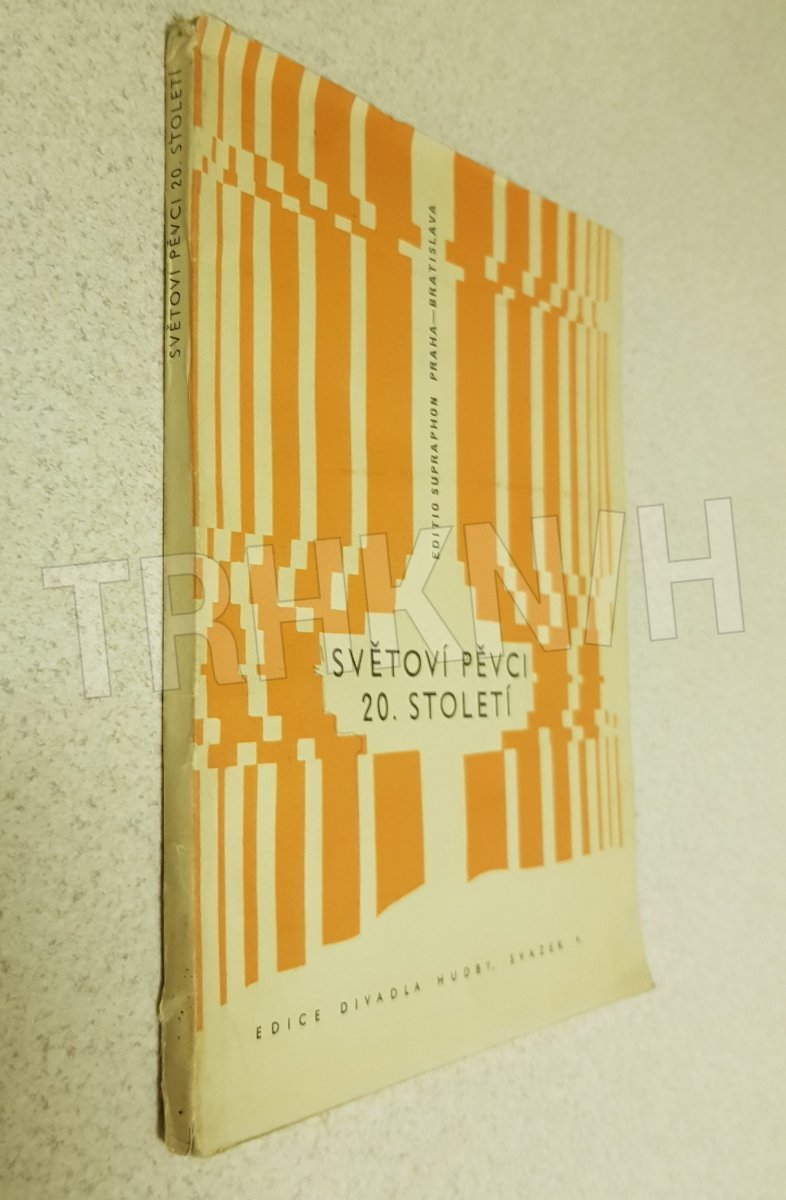 SVĚTOVÍ PĚVCI 20. STOLETÍ
EDITIO SUPRAPHON PRAHA—BRATISLAVA
TRHKNIH
SVĚTOVÍ PĚVCI
20. STOLETÍ
EDICE DIVADLA HUDBY, SVAZEK